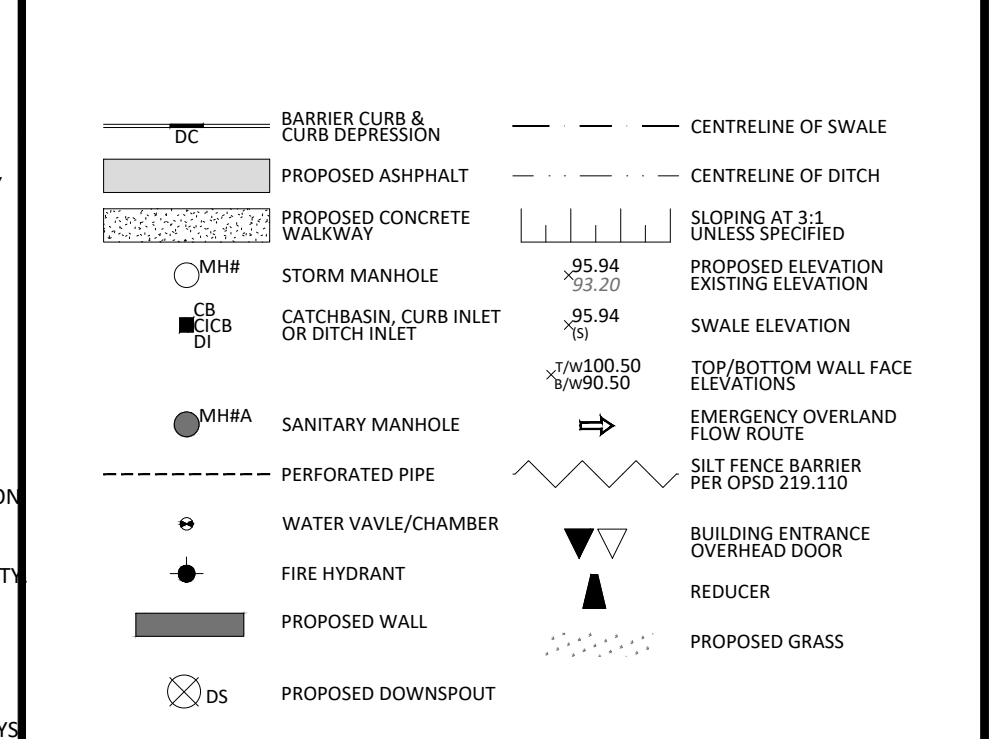 BARRIER CURB &
CURB DEPRESSION
DC
PROPOSED ASHPHALT
PROPOSED CONCRETE
WALKWAY
MH#
STORM MANHOLE
CB
CICB
DI
CATCHBASIN, CURB INLET
OR DITCH INLET
MH#A
SANITARY MANHOLE
PERFORATED PIPE
WATER VAVLE/CHAMBER
FIRE HYDRANT
PROPOSED WALL
DS
PROPOSED DOWNSPOUT
CENTRELINE OF SWALE
CENTRELINE OF DITCH
SLOPING AT 3:1
UNLESS SPECIFIED
95.94
93.20
PROPOSED ELEVATION
EXISTING ELEVATION
95.94
(S)
SWALE ELEVATION
T/W100.50
B/W90.50
TOP/BOTTOM WALL FACE
ELEVATIONS
EMERGENCY OVERLAND
FLOW ROUTE
SILT FENCE BARRIER
PER OPSD 219.110
BUILDING ENTRANCE
OVERHEAD DOOR
REDUCER
PROPOSED GRASS